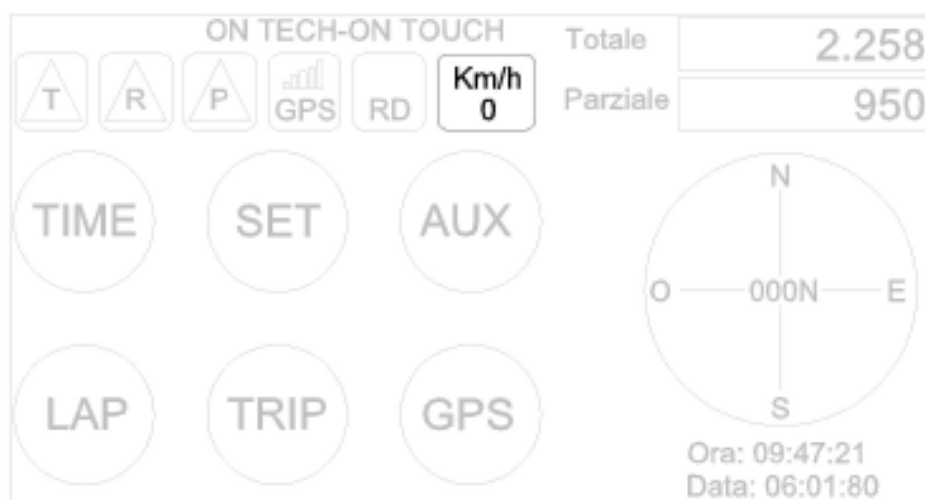 ON TECH-ON TOUCH
Totale 2.258
T R P GPS RD Km/h 0
Parziale 950
TIME SET AUX
N
O 000N E
S
LAP TRIP GPS
Ora: 09:47:21
Data: 06:01:80